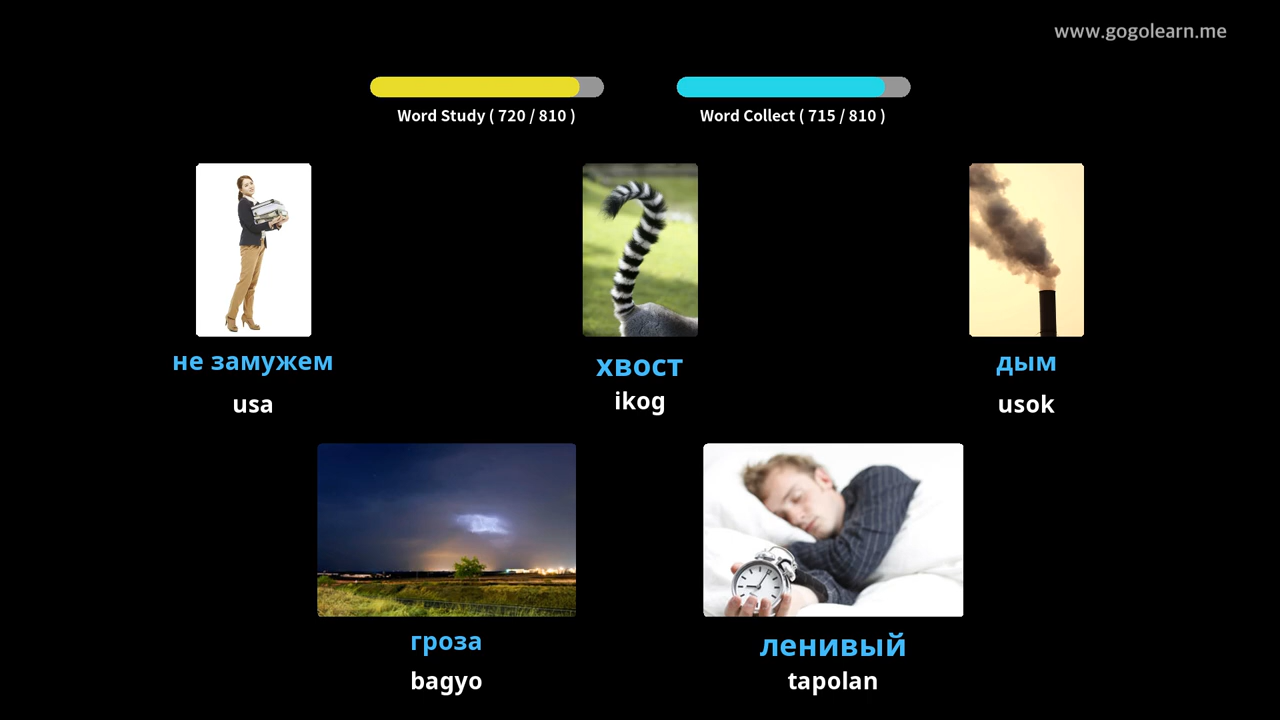 www.gogolearn.me
Word Study ( 720 / 810 )
Word Collect ( 715 / 810 )
не замужем
usa
хвост
ikog
дым
usok
гроза
bagyo
ленивый
tapolan